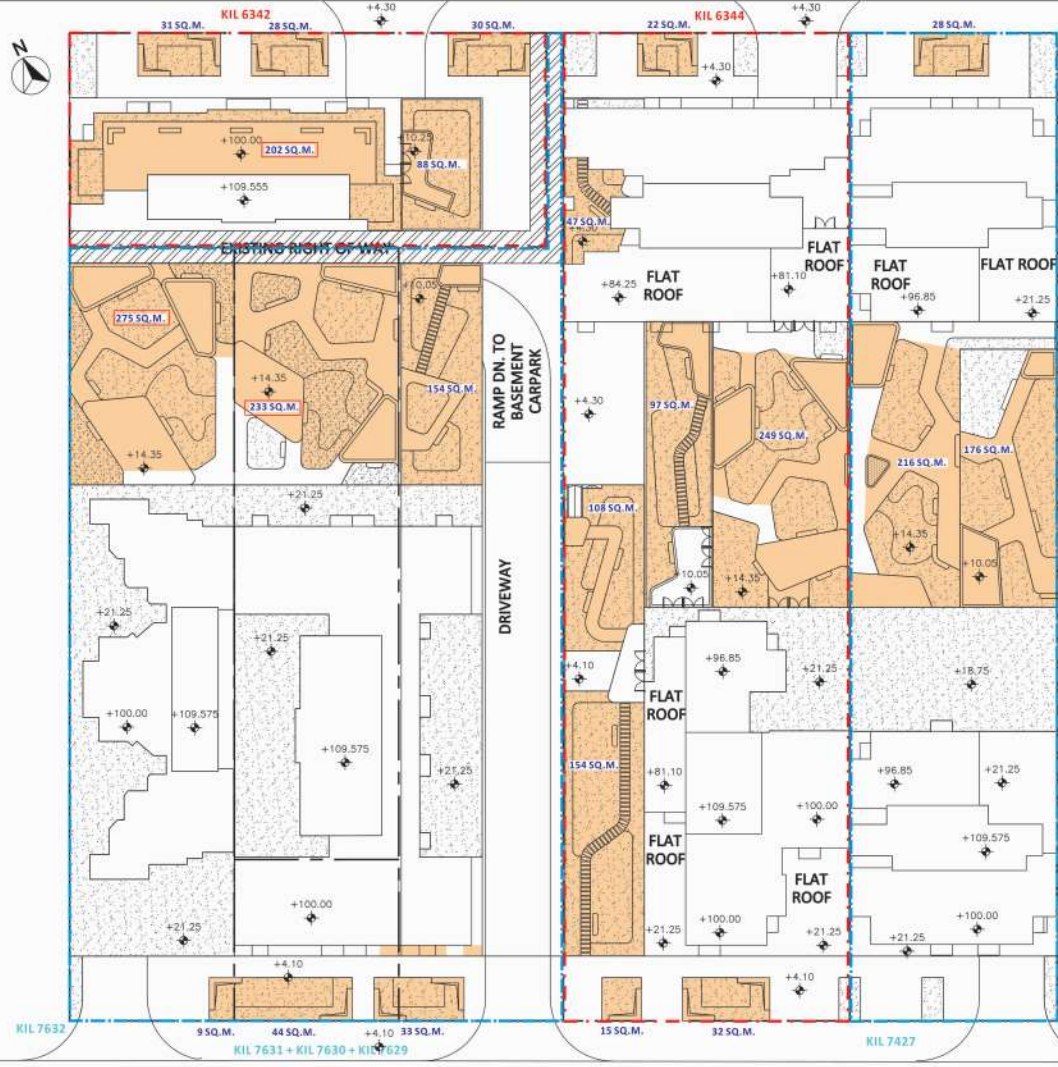 KIL 6342
+4.30
KIL 6344
+4.30
31 SQ.M.
28 SQ.M.
30 SQ.M.
22 SQ.M.
28 SQ.M.
N
+4.30
+100.00
202 SQ.M.
+10.25
88 SQ.M.
+109.555
47 SQ.M.
+4.30
EXISTING RIGHT OF WAY
FLAT
ROOF
FLAT
ROOF
FLAT
ROOF
FLAT ROOF
+84.25
+81.10
+96.85
+21.25
275 SQ.M.
+10.05
+14.35
233 SQ.M.
154 SQ.M.
RAMP DN. TO
BASEMENT
CARPARK
+4.30
97 SQ.M.
249 SQ.M.
216 SQ.M.
176 SQ.M.
+14.35
+21.25
108 SQ.M.
+14.35
+10.05
+10.05
+14.35
DRIVEWAY
+21.25
+21.25
+4.10
+96.85
+21.25
+18.75
FLAT
ROOF
+100.00
+109.575
+109.575
+21.25
154 SQ.M.
+81.10
+96.85
+21.25
+109.575
+100.00
FLAT
ROOF
+109.575
FLAT
ROOF
+100.00
+21.25
+21.25
+100.00
+21.25
+21.25
+100.00
+4.10
+4.10
KIL 7632
9 SQ.M.
44 SQ.M.
+4.10
33 SQ.M.
15 SQ.M.
32 SQ.M.
KIL 7631 + KIL 7630 + KIL 7629
KIL 7427